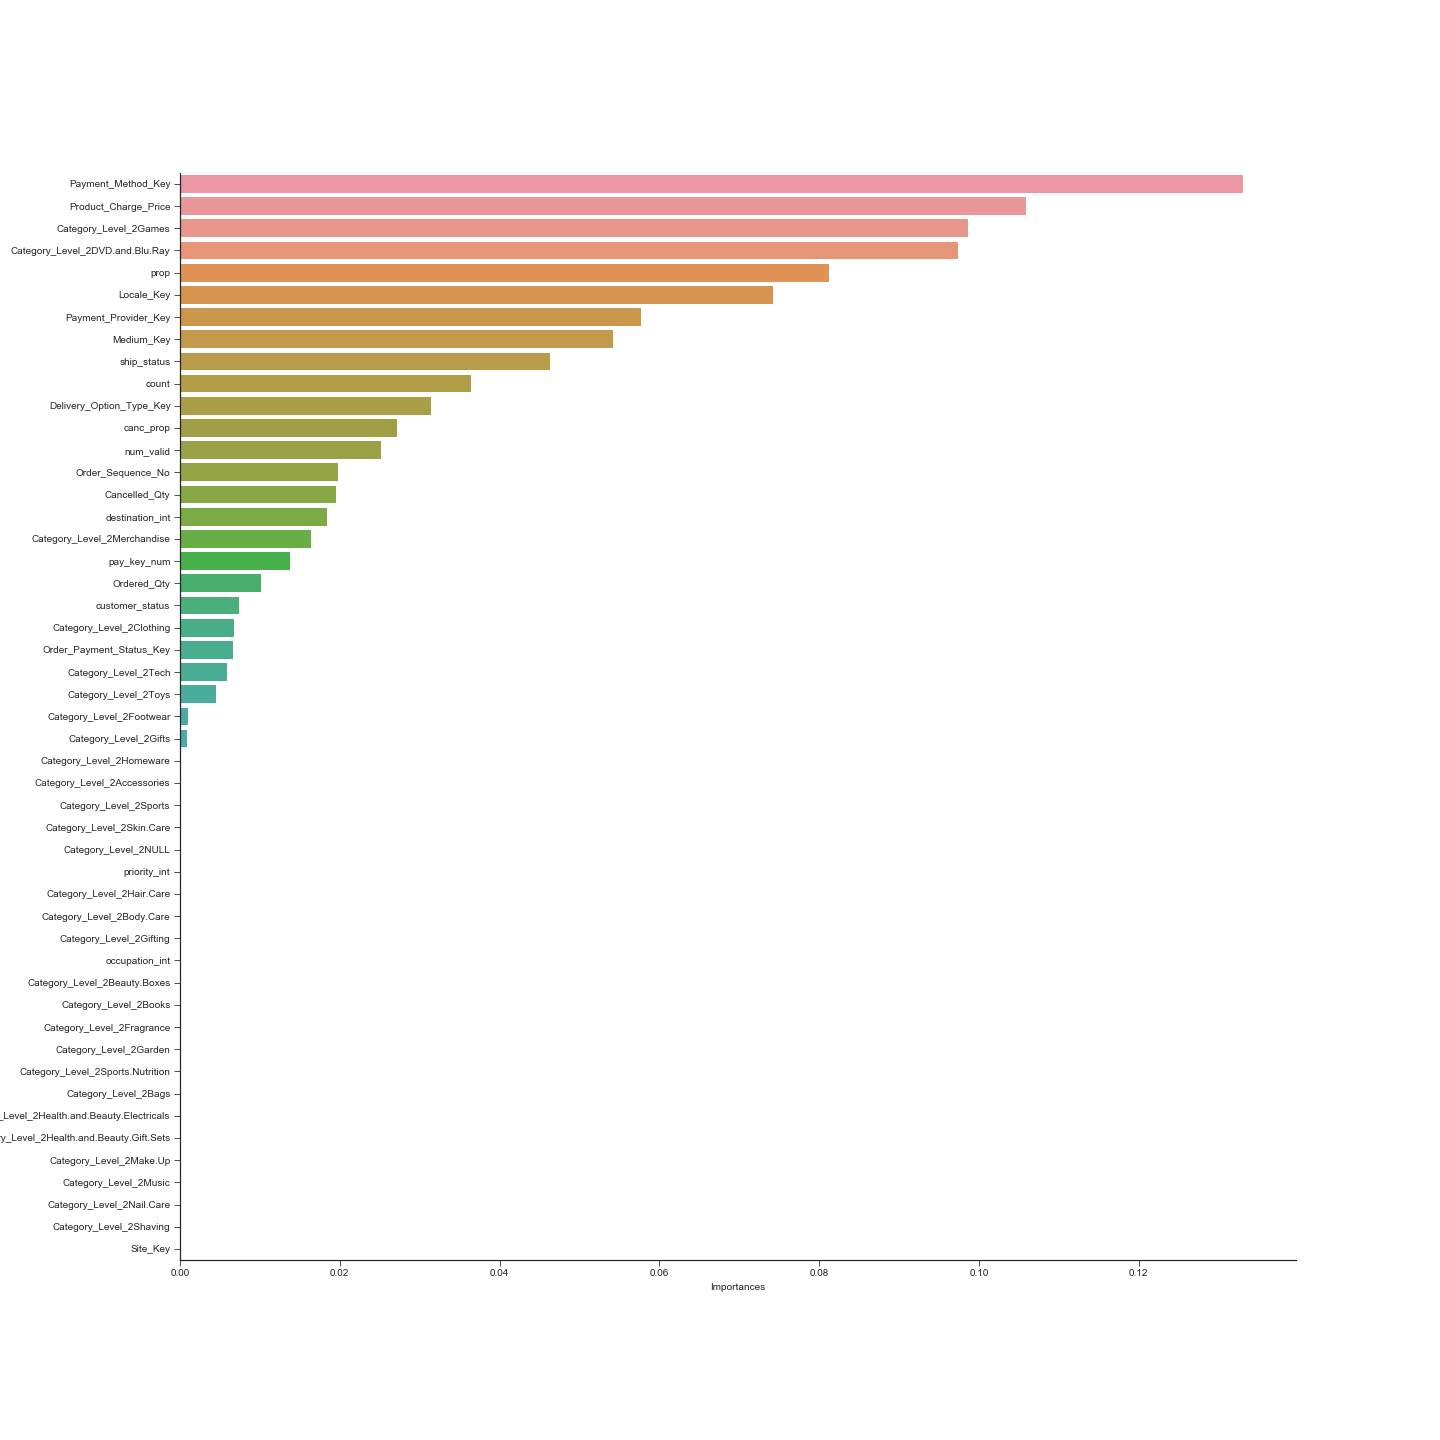 Payment_Method_Key
Product_Charge_Price
Category_Level_2Games
Category_Level_2DVD.and.Blu.Ray
prop
Locale_Key
Payment_Provider_Key
Medium_Key
ship_status
count
Delivery_Option_Type_Key
canc_prop
num_valid
Order_Sequence_No
Cancelled_Qty
destination_int
Category_Level_2Merchandise
pay_key_num
Ordered_Qty
customer_status
Category_Level_2Clothing
Order_Payment_Status_Key
Category_Level_2Tech
Category_Level_2Toys
Category_Level_2Footwear
Category_Level_2Gifts
Category_Level_2Homeware
Category_Level_2Accessories
Category_Level_2Sports
Category_Level_2Skin.Care
Category_Level_2NULL
priority_int
Category_Level_2Hair.Care
Category_Level_2Body.Care
Category_Level_2Gifting
occupation_int
Category_Level_2Beauty.Boxes
Category_Level_2Books
Category_Level_2Fragrance
Category_Level_2Garden
Category_Level_2Sports.Nutrition
Category_Level_2Bags
_Level_2Health.and.Beauty.Electricals
y_Level_2Health.and.Beauty.Gift.Sets
Category_Level_2Make.Up
Category_Level_2Music
Category_Level_2Nail.Care
Category_Level_2Shaving
Site_Key
0.00 0.02 0.04 0.06 0.08 0.10 0.12
Importances